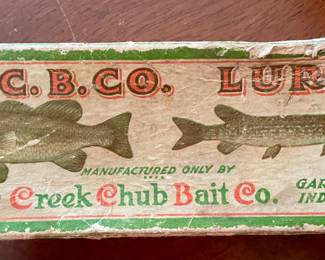 C. B. CO. LUR
MANUFACTURED ONLY BY
Creek Chub Bait Co.
GAR
IND